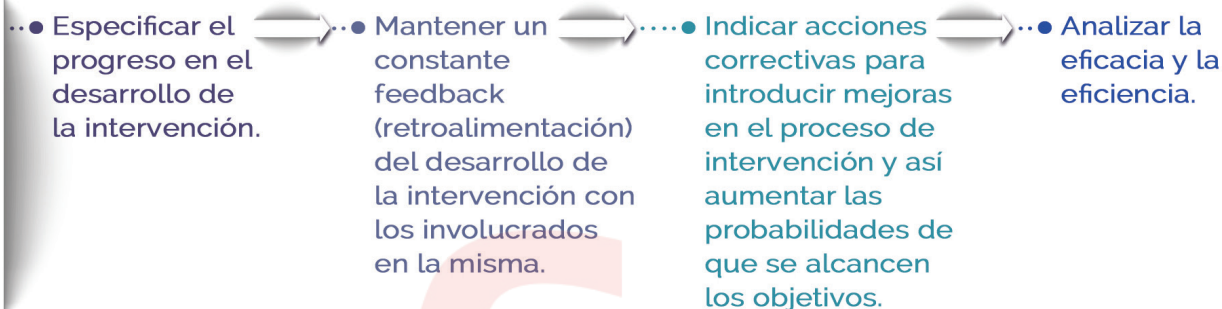 Especificar el
progreso en el
desarrollo de
la intervención.
Mantener un
constante
feedback
(retroalimentación)
del desarrollo de
la intervención con
los involucrados
en la misma.
Indicar acciones
correctivas para
introducir mejoras
en el proceso de
intervención y así
aumentar las
probabilidades de
que se alcancen
los objetivos.
Analizar la
eficacia y la
eficiencia.